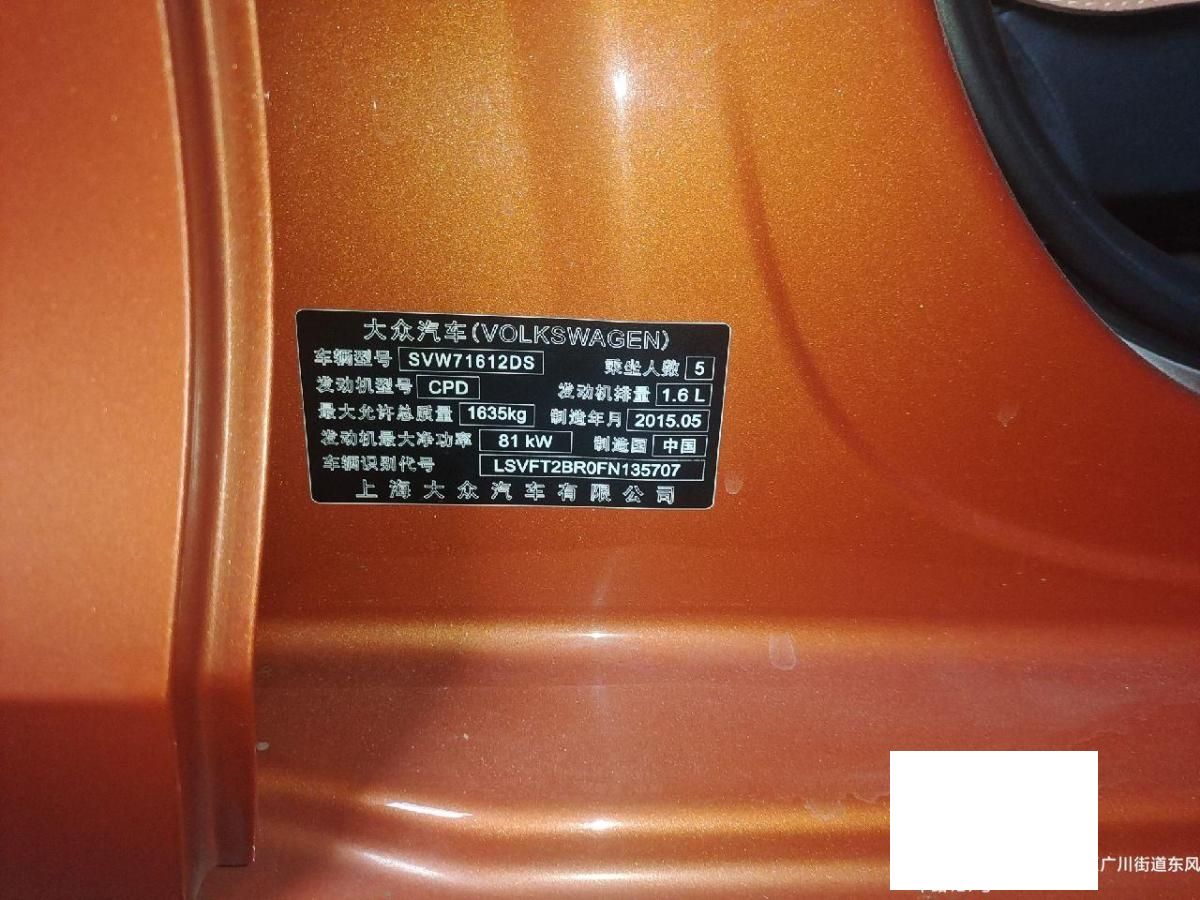 大众汽车(VOLKSWAGEN)
车辆型号 SVW71612DS 乘坐人数 5
发动机型号 CPD 发动机排量 1.6 L
最大允许总质量 1635kg 制造年月 2015.05
发动机最大净功率 81 kW 制造国 中国
车辆识别代号 LSVFT2BR0FN135707
上海大众汽车有限公司
广川街道东风